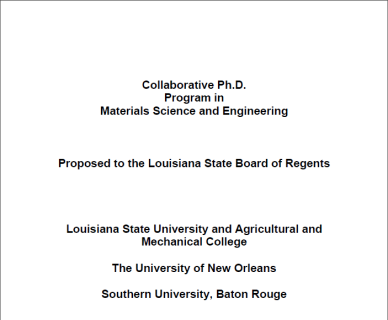 Collaborative Ph.D.
Program in
Materials Science and Engineering
Proposed to the Louisiana State Board of Regents
Louisiana State University and Agricultural and
Mechanical College
The University of New Orleans
Southern University, Baton Rouge